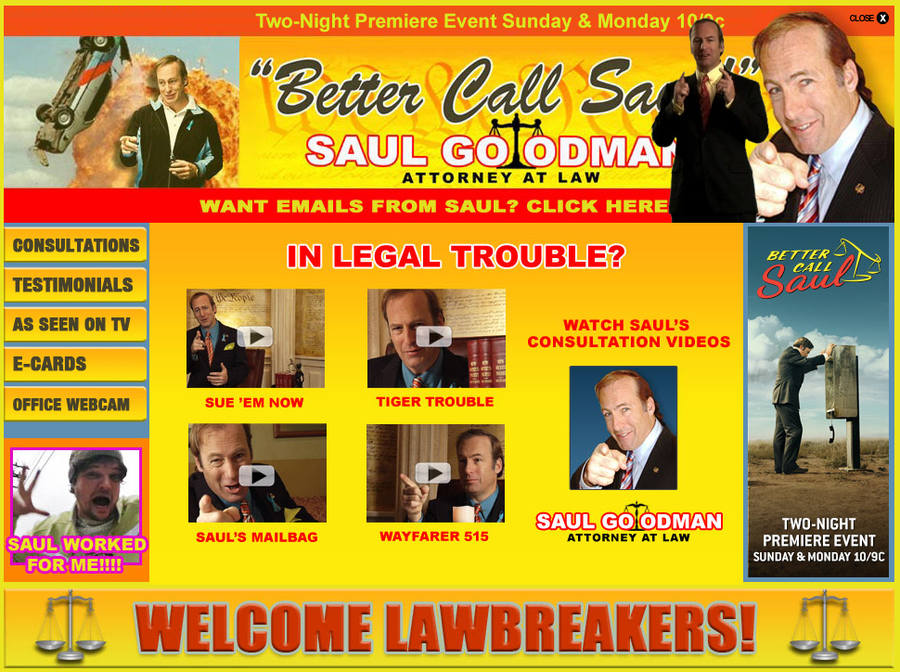 Two-Night Premiere Event Sunday & Monday 10/9c
CLOSE X
"Better Call Sa
SAUL GOODMAN
ATTORNEY AT LAW
WANT EMAILS FROM SAUL? CLICK HERE
CONSULTATIONS
TESTIMONIALS
AS SEEN ON TV
E-CARDS
OFFICE WEBCAM
SAUL WORKED
FOR ME!!!!
IN LEGAL TROUBLE?
SUE 'EM NOW
TIGER TROUBLE
SAUL'S MAILBAG
WAYFARER 515
WATCH SAUL'S
CONSULTATION VIDEOS
SAUL GOODMAN
ATTORNEY AT LAW
BETTER
CALL
Saul
TWO-NIGHT
PREMIERE EVENT
SUNDAY & MONDAY 10/9C
WELCOME LAWBREAKERS!